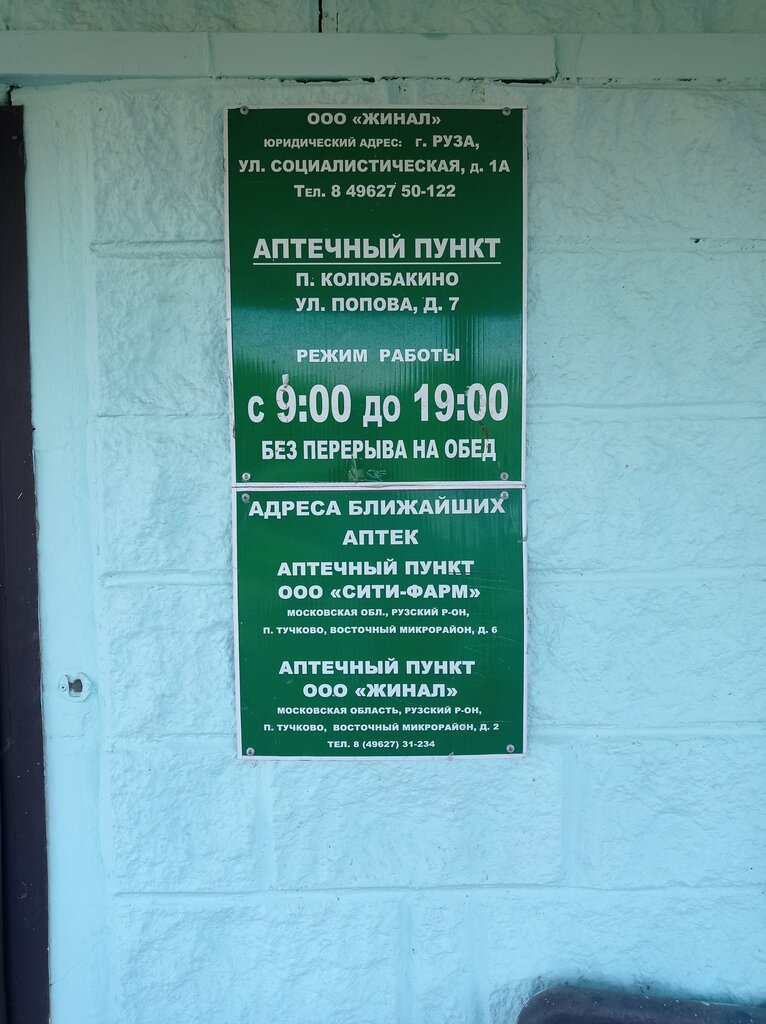 ООО «ЖИНАЛ»
ЮРИДИЧЕСКИЙ АДРЕС: г. РУЗА,
УЛ. СОЦИАЛИСТИЧЕСКАЯ, д. 1А
Тел. 8 49627 50-122
АПТЕЧНЫЙ ПУНКТ
П. КОЛЮБАКИНО
УЛ. ПОПОВА, Д. 7
РЕЖИМ РАБОТЫ
с 9:00 до 19:00
БЕЗ ПЕРЕРЫВА НА ОБЕД
АДРЕСА БЛИЖАЙШИХ
АПТЕК
АПТЕЧНЫЙ ПУНКТ
ООО «СИТИ-ФАРМ»
МОСКОВСКАЯ ОБЛ., РУЗСКИЙ Р-ОН,
П. ТУЧКОВО, ВОСТОЧНЫЙ МИКРОРАЙОН, Д. 6
АПТЕЧНЫЙ ПУНКТ
ООО «ЖИНАЛ»
МОСКОВСКАЯ ОБЛАСТЬ, РУЗСКИЙ Р-ОН,
П. ТУЧКОВО, ВОСТОЧНЫЙ МИКРОРАЙОН, Д. 2
ТЕЛ. 8 (49627) 31-234